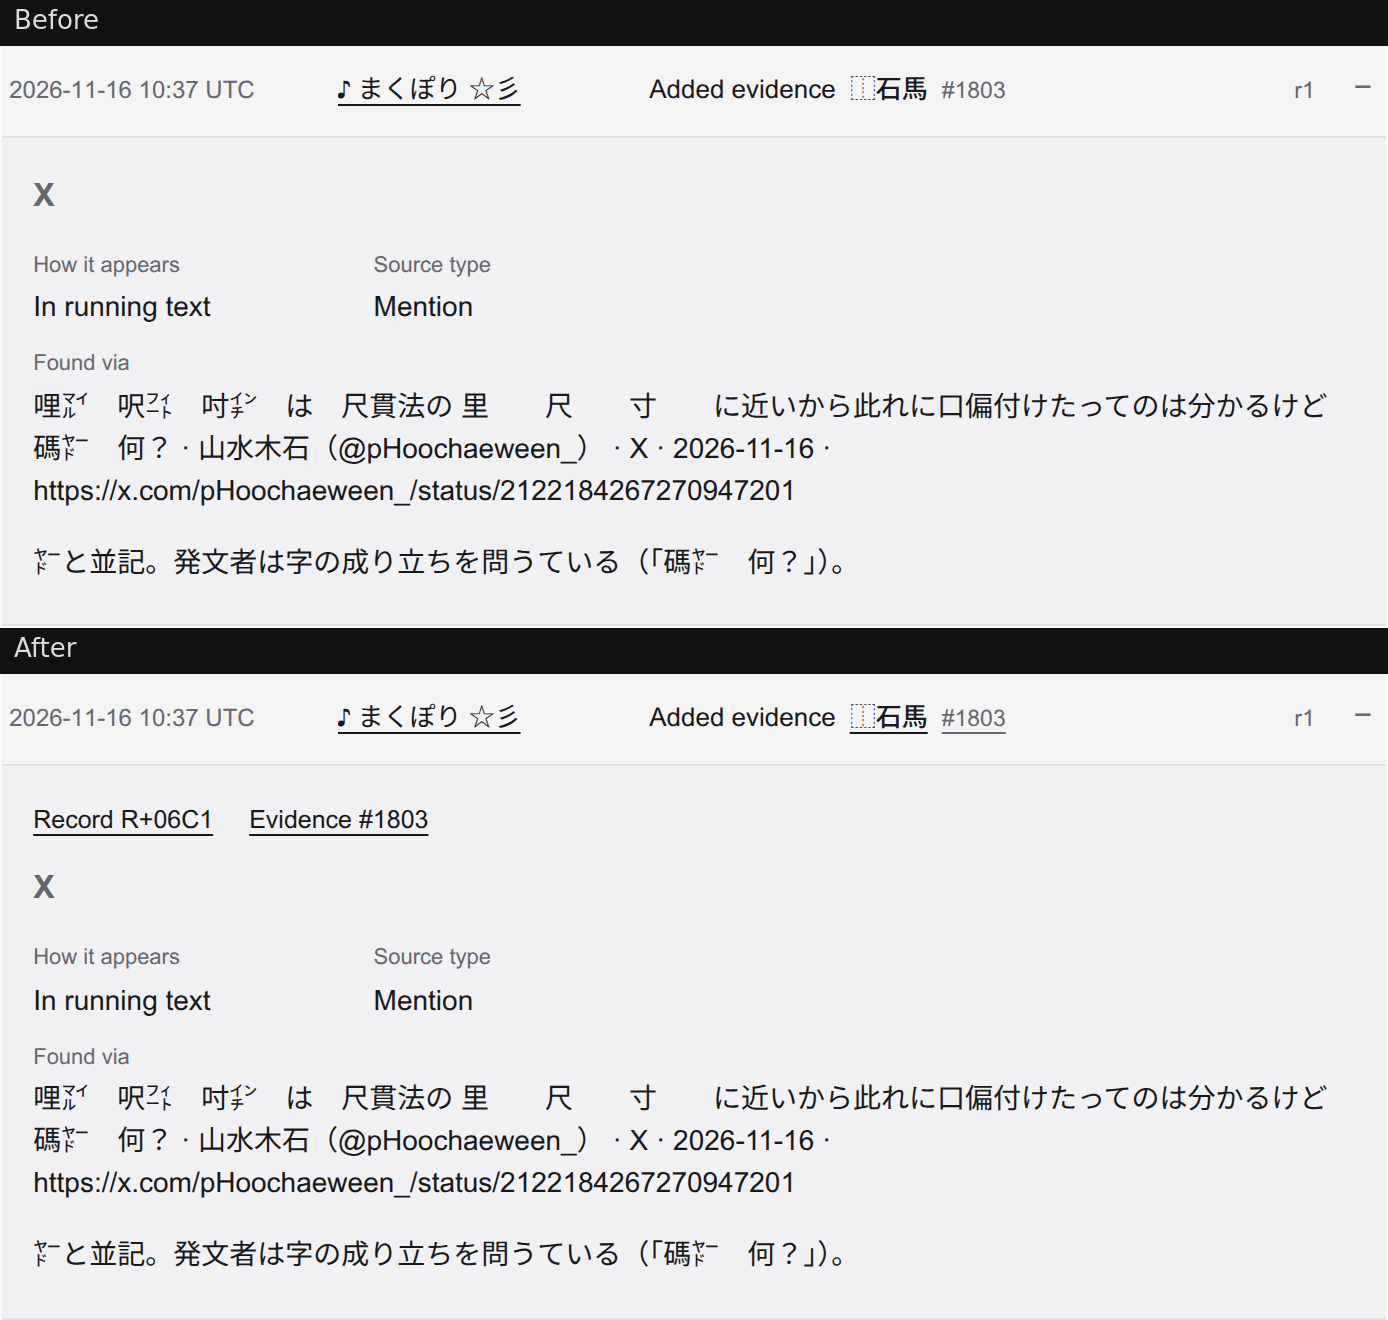 Before
2026-11-16 10:37 UTC ♪ まくぽり ☆彡 Added evidence ⿰石馬 #1803 r1 −
X
How it appears Source type
In running text Mention
Found via
哩㍄　呎㌳　吋㌅　は　尺貫法の 里　　尺　　寸　　に近いから此れに口偏付けたってのは分かるけど
碼㍎　何？ · 山水木石（@pHoochaeween_） · X · 2026-11-16 ·
https://x.com/pHoochaeween_/status/2122184267270947201
㍎と並記。発文者は字の成り立ちを問うている（「碼㍎　何？」）。
After
2026-11-16 10:37 UTC ♪ まくぽり ☆彡 Added evidence ⿰石馬 #1803 r1 −
Record R+06C1 Evidence #1803
X
How it appears Source type
In running text Mention
Found via
哩㍄　呎㌳　吋㌅　は　尺貫法の 里　　尺　　寸　　に近いから此れに口偏付けたってのは分かるけど
碼㍎　何？ · 山水木石（@pHoochaeween_） · X · 2026-11-16 ·
https://x.com/pHoochaeween_/status/2122184267270947201
㍎と並記。発文者は字の成り立ちを問うている（「碼㍎　何？」）。